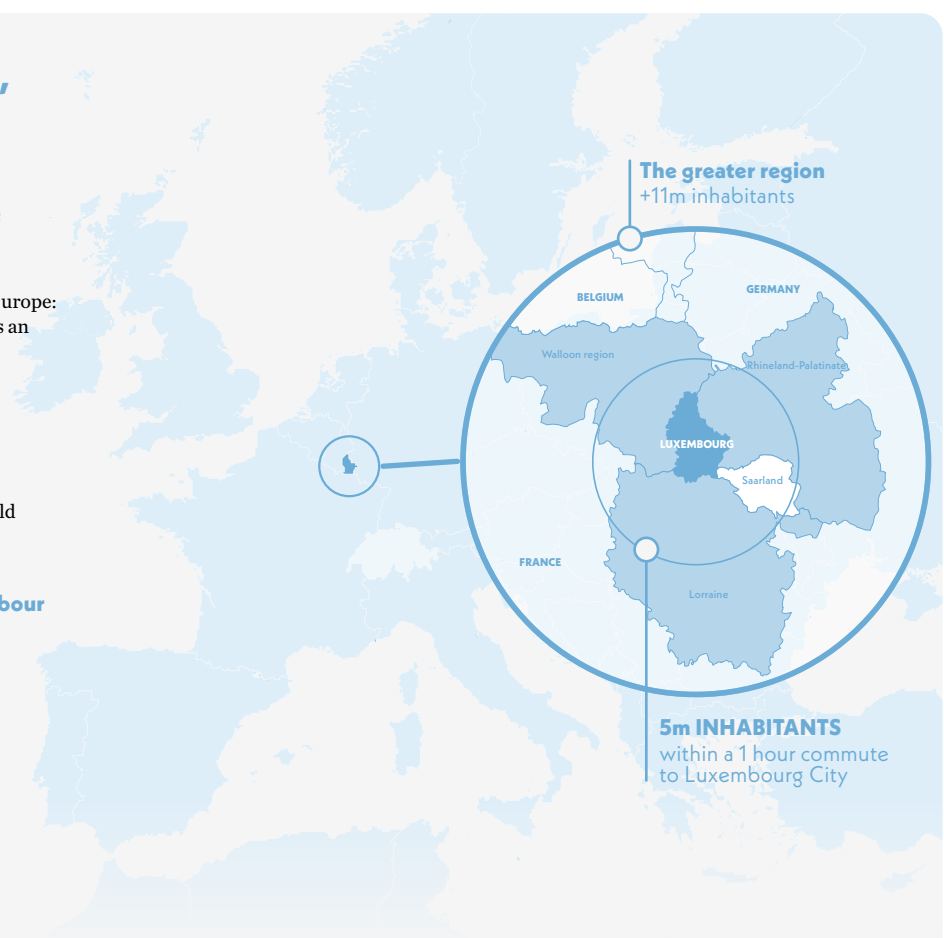 The greater region
+11m inhabitants
urope:
s an
BELGIUM
GERMANY
Walloon region
Rhineland-Palatinate
LUXEMBOURG
Saarland
ld
FRANCE
Lorraine
bour
5m INHABITANTS
within a 1 hour commute
to Luxembourg City